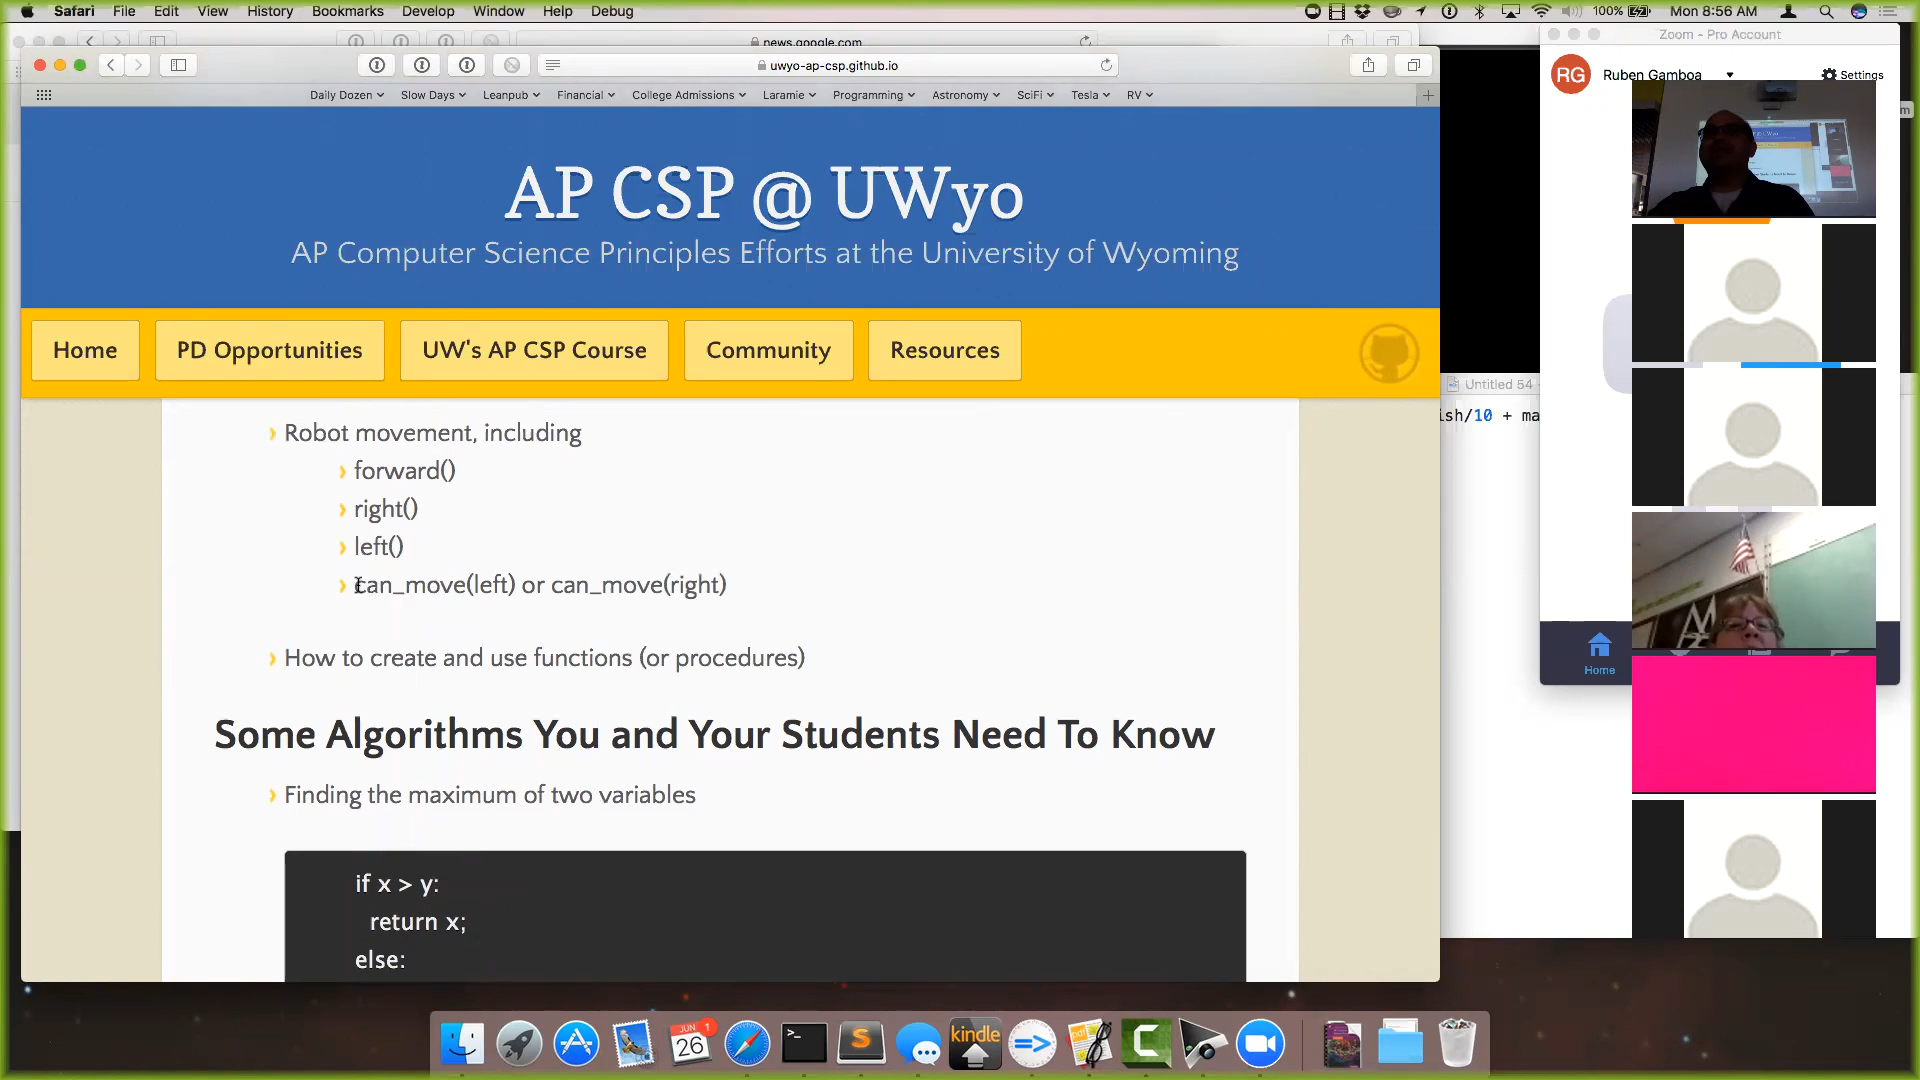 Safari File Edit View History Bookmarks Develop Window Help Debug
100% Mon 8:56 AM
news.google.com
Zoom - Pro Account
uwyo-ap-csp.github.io
RG Ruben Gamboa Settings
Daily Dozen Slow Days Leanpub Financial College Admissions Laramie Programming Astronomy SciFi Tesla RV
AP CSP @ UWyo
AP Computer Science Principles Efforts at the University of Wyoming
Home PD Opportunities UW's AP CSP Course Community Resources
Untitled 54
ish/10 + ma
Robot movement, including
forward()
right()
left()
can_move(left) or can_move(right)
How to create and use functions (or procedures)
Home
Some Algorithms You and Your Students Need To Know
Finding the maximum of two variables
if x > y:
return x;
else:
JUN 1
26
kindle